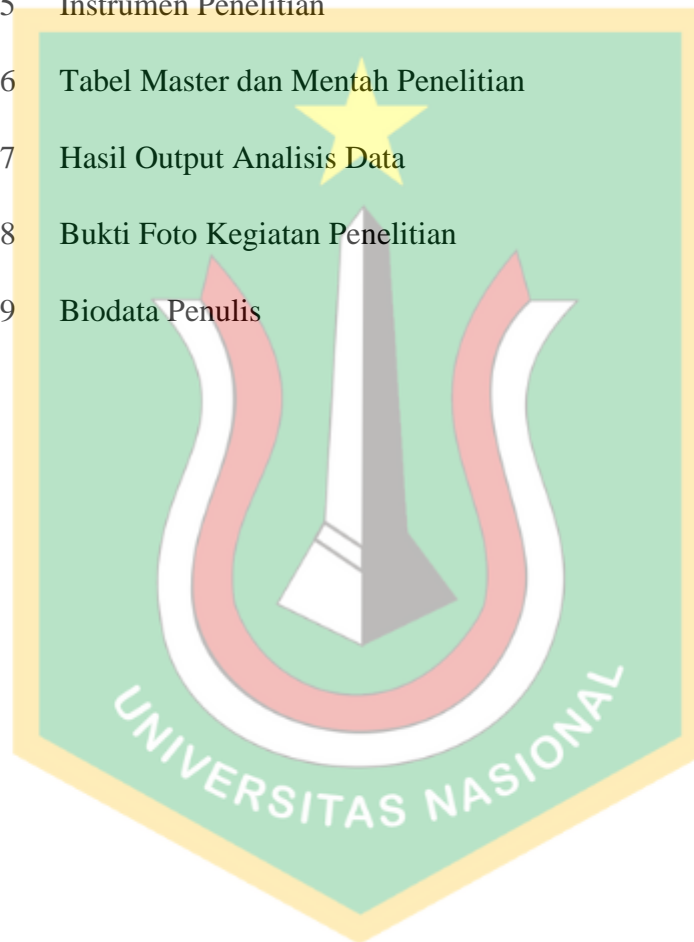 5 Instrumen Penelitian
6 Tabel Master dan Mentah Penelitian
7 Hasil Output Analisis Data
8 Bukti Foto Kegiatan Penelitian
9 Biodata Penulis
UNIVERSITAS NASIONAL